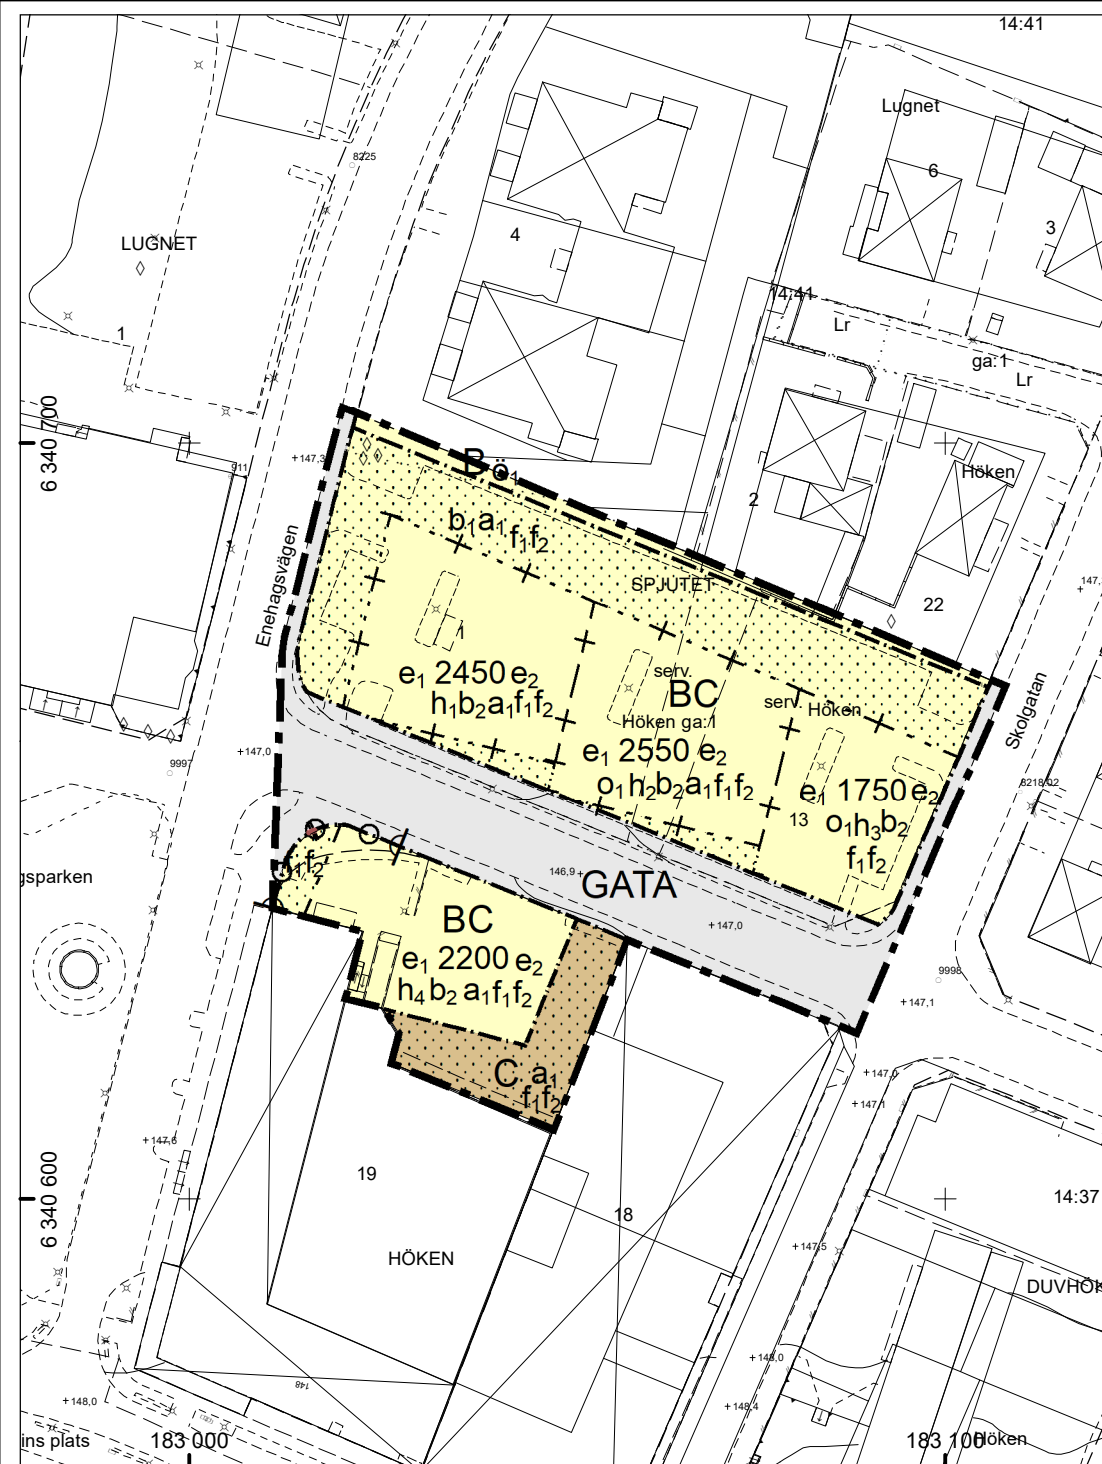 14:41
Lugnet
8225
6
3
LUGNET
4
14:41
Lr
1
ga:1
Lr
6 340 700
911
+147,3
B ö1
Höken
2
b1a1f1f2
Enehagsvägen
SPJUTET
147,
22
1
serv.
e1 2450 e2
h1b2a1f1f2
BC
serv.
Höken
Skolgatan
Höken ga:1
+147,0
e1 2550 e2
o1h2b2a1f1f2
9997
e1 1750 e2
8218,02
13
o1h3b2
f1f2
f1f2
146,9+
GATA
gsparken
BC
+147,0
e1 2200 e2
h4b2a1f1f2
9998
+147,1
C a1
f1f2
+147,0
+147,1
+147,6
6 340 600
19
14:37
18
+147,5
HÖKEN
DUVHÖK
+148,0
148
+148,0
+148,4
ins plats
183 000
183 100
Höken